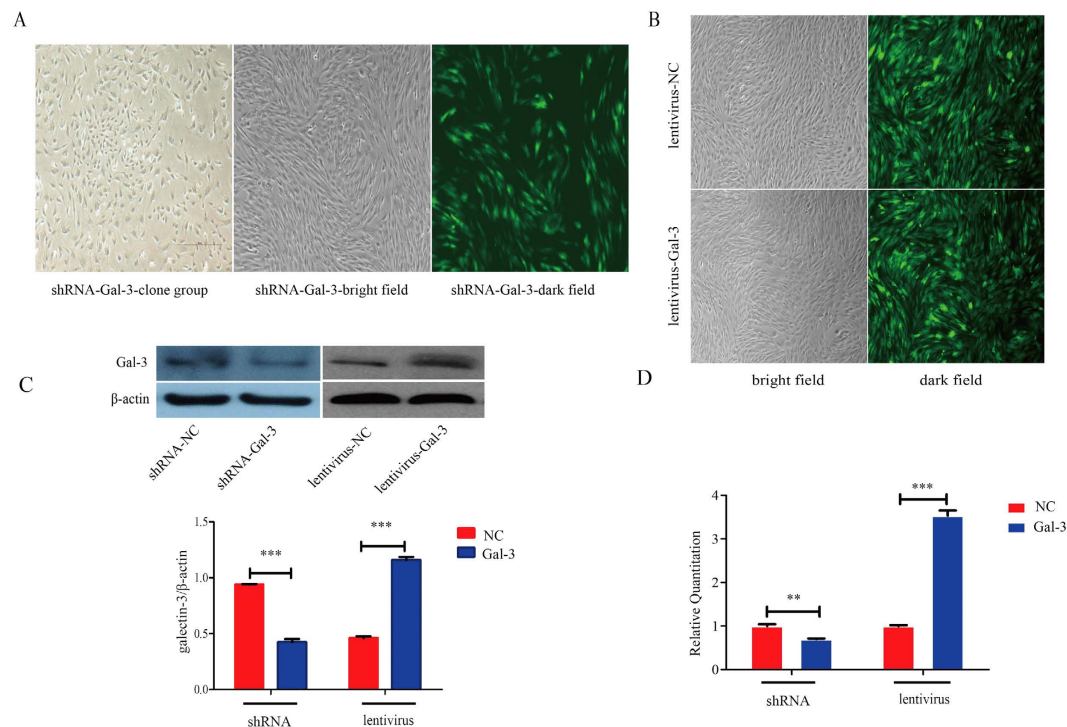 A
shRNA-Gal-3-clone group
shRNA-Gal-3-bright field
shRNA-Gal-3-dark field
B
lentivirus-NC
lentivirus-Gal-3
bright field
dark field
C
Gal-3
β-actin
shRNA-NC
shRNA-Gal-3
lentivirus-NC
lentivirus-Gal-3
galectin-3/β-actin
1.5
1.0
0.5
0.0
***
***
NC
Gal-3
shRNA
lentivirus
D
Relative Quantitation
4
3
2
1
0
**
***
NC
Gal-3
shRNA
lentivirus